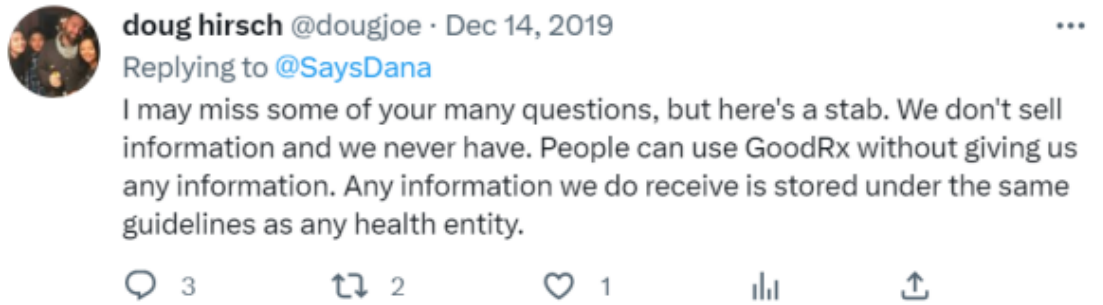 doug hirsch @dougjoe · Dec 14, 2019
Replying to @SaysDana
I may miss some of your many questions, but here's a stab. We don't sell
information and we never have. People can use GoodRx without giving us
any information. Any information we do receive is stored under the same
guidelines as any health entity.
3 2 1